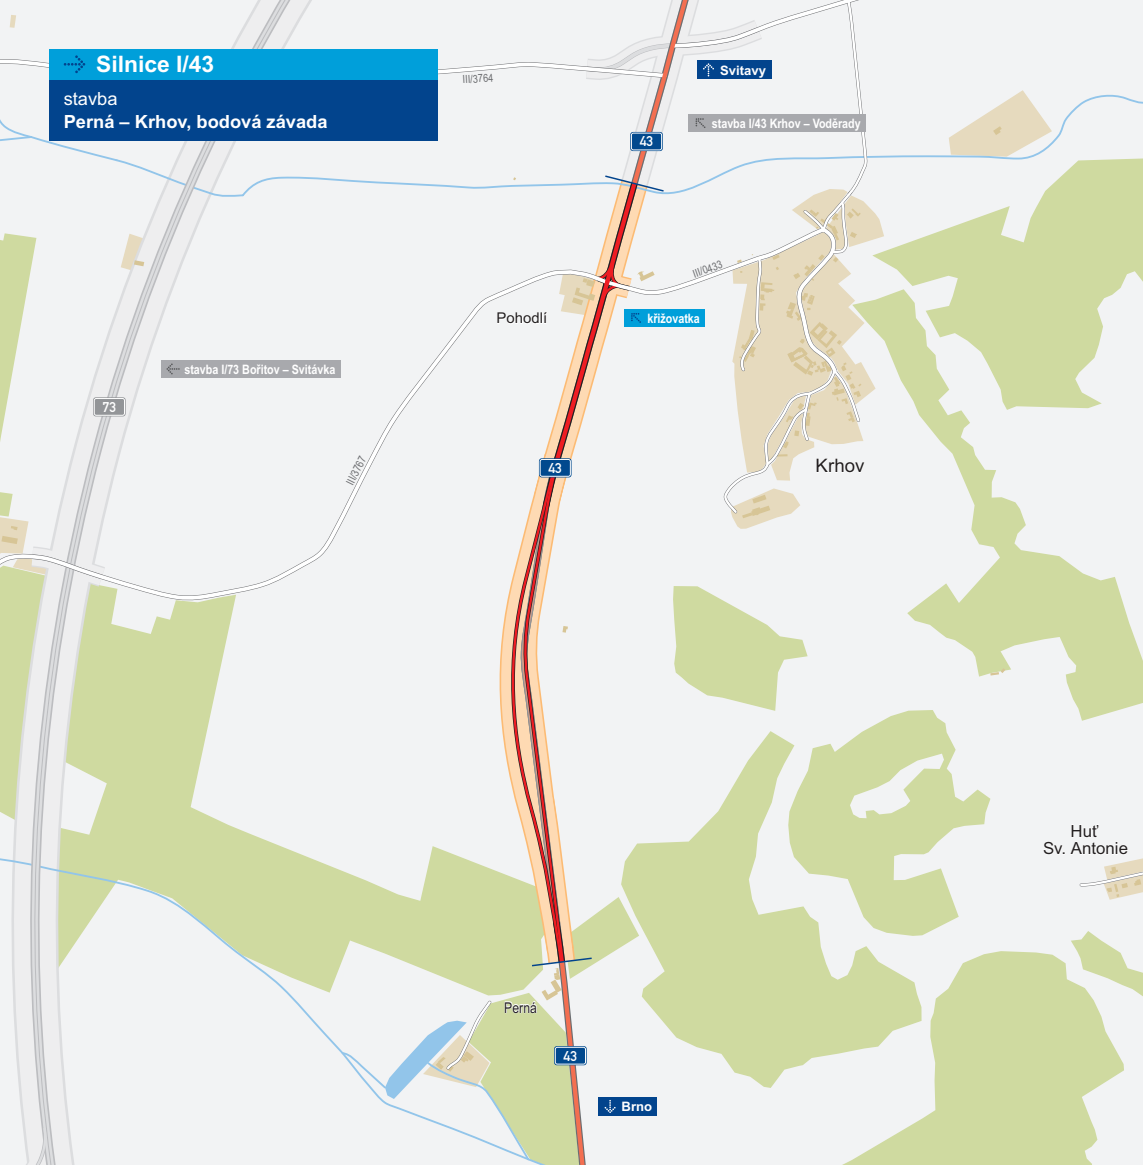 Silnice I/43
stavba
Perná – Krhov, bodová závada
III/3764
Svitavy
stavba I/43 Krhov – Voděrady
43
III/0433
Pohodlí
křižovatka
stavba I/73 Bořitov – Svitávka
73
43
III/3767
Krhov
Huť
Sv. Antonie
Perná
43
Brno